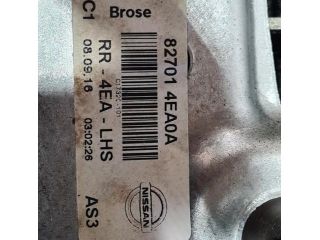 Brose
82701 4EA0A
C1
RR - 4EA - LHS
08.09.16
03:02:26
AS3
NISSAN